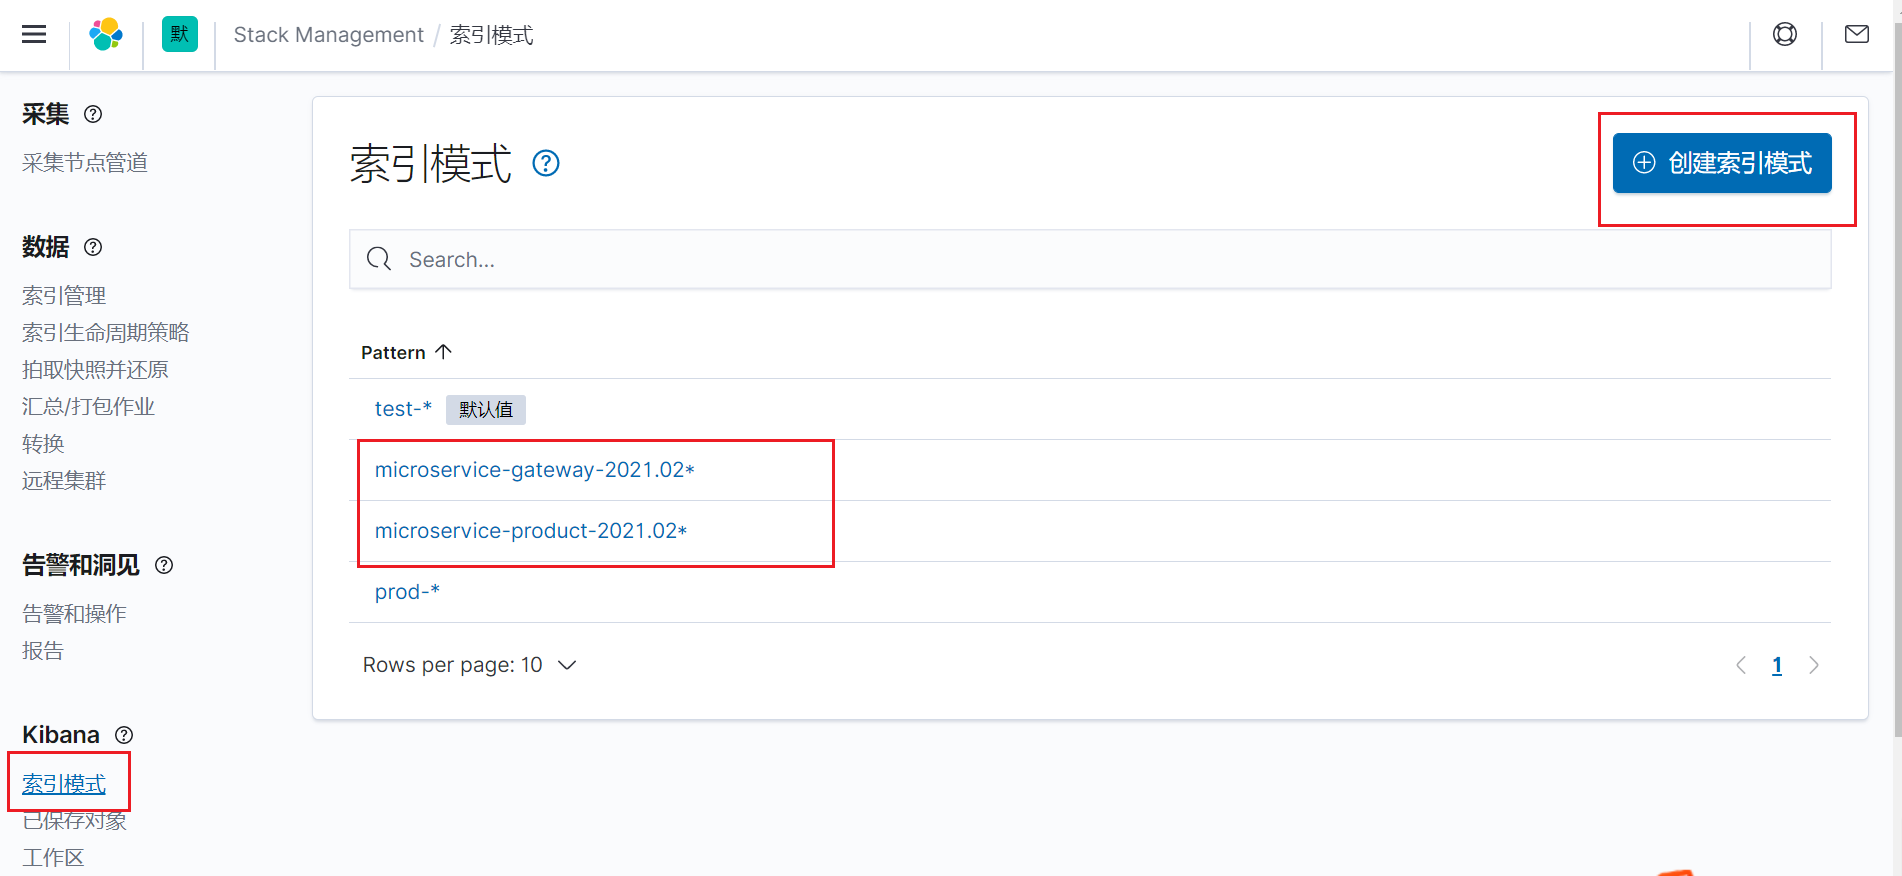 默 Stack Management / 索引模式
采集
采集节点管道
数据
索引管理
索引生命周期策略
拍取快照并还原
汇总/打包作业
转换
远程集群
告警和洞见
告警和操作
报告
Kibana
索引模式
已保存对象
工作区
索引模式
创建索引模式
Search...
Pattern
test-* 默认值
microservice-gateway-2021.02*
microservice-product-2021.02*
prod-*
Rows per page: 10
1